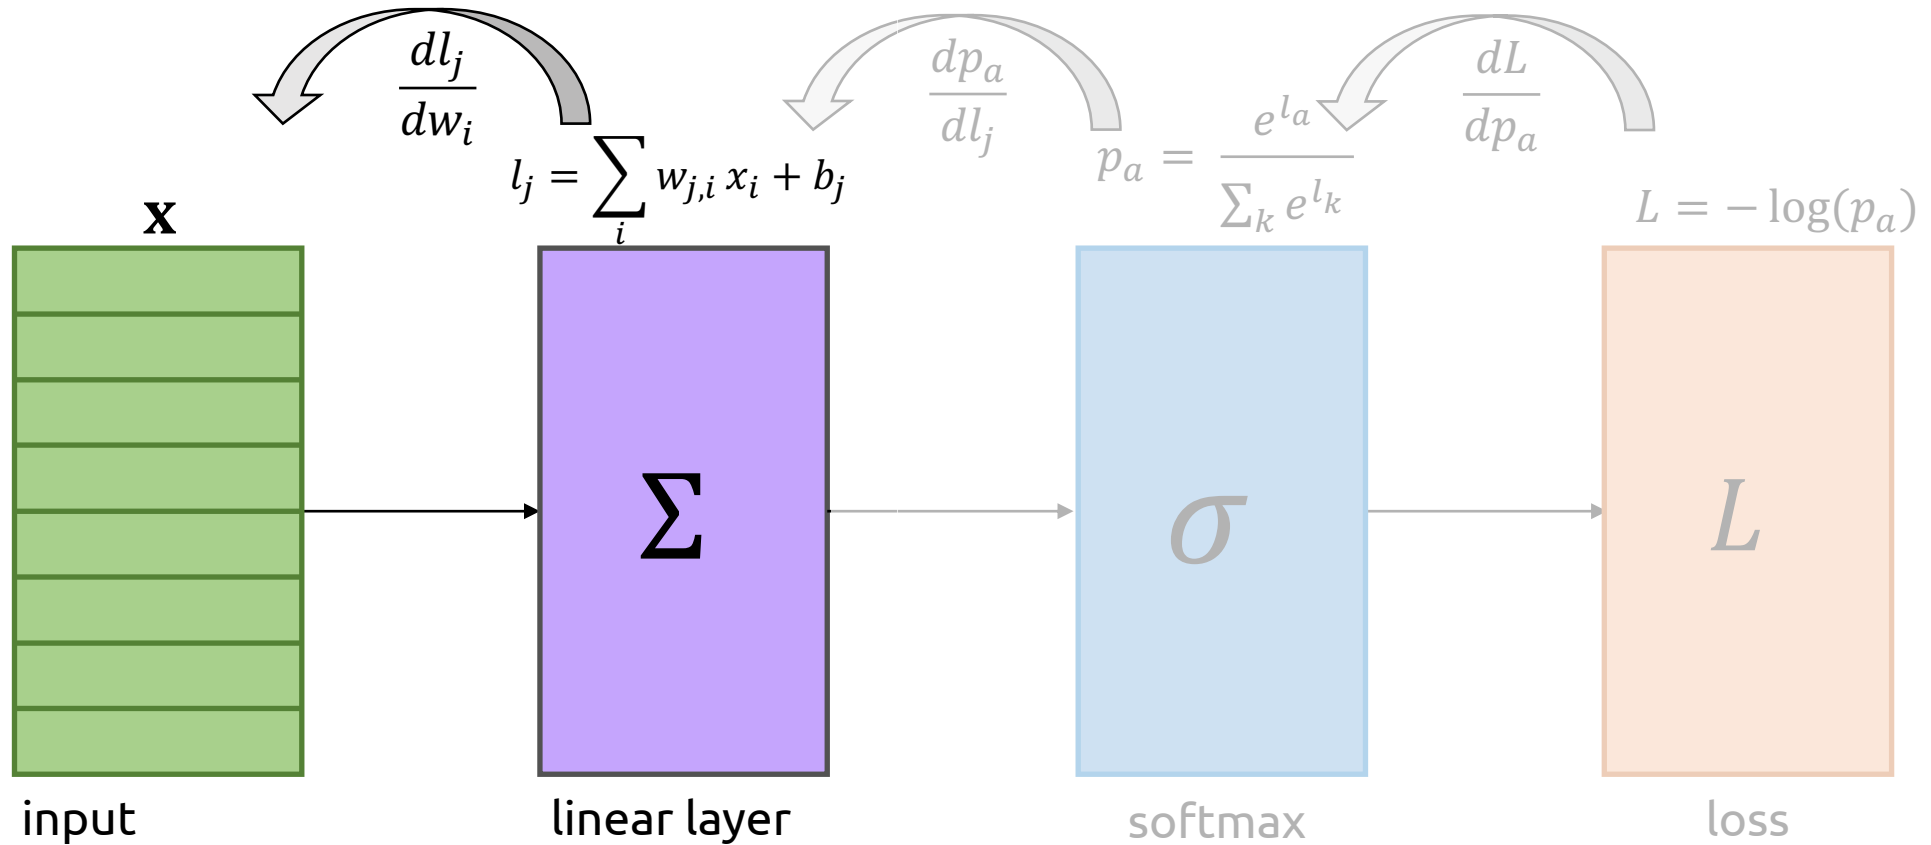 dl_j / dw_i
dp_a / dl_j
dL / dp_a
l_j = ∑_i w_{j,i} x_i + b_j
p_a = e^{l_a} / ∑_k e^{l_k}
L = − log(p_a)
x
Σ
σ
L
input
linear layer
softmax
loss